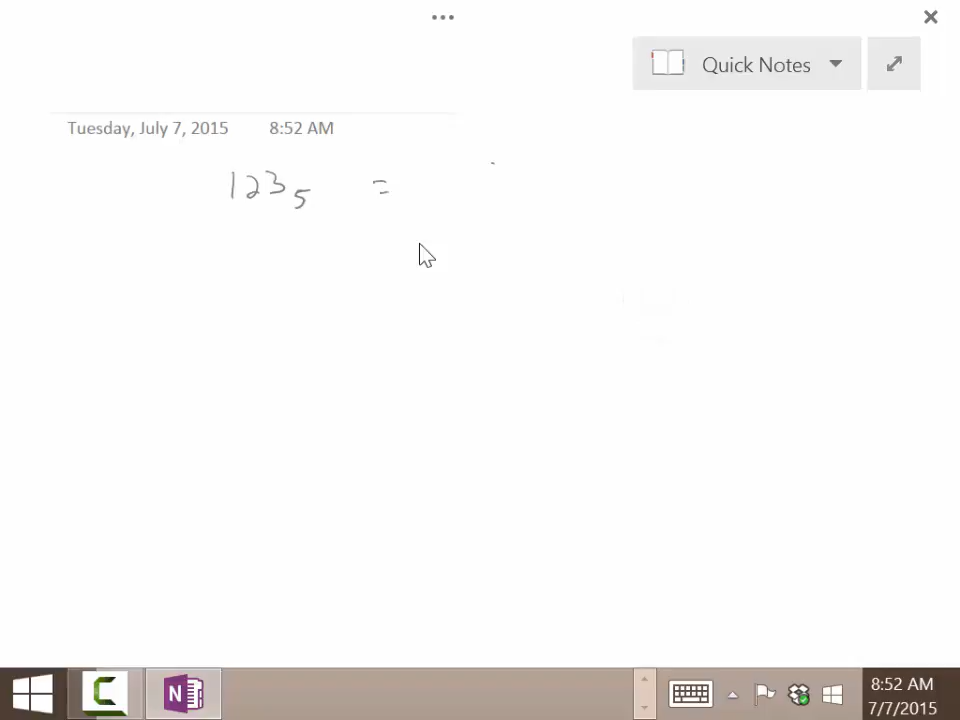 Quick Notes
Tuesday, July 7, 2015 8:52 AM
123₅ =
8:52 AM
7/7/2015